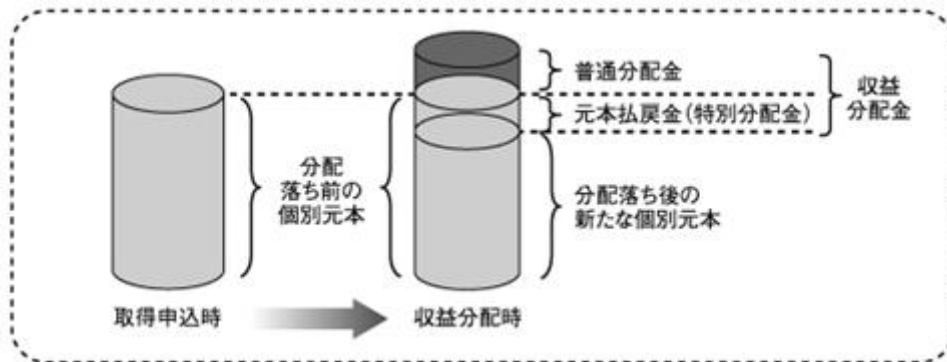 普通分配金
元本払戻金(特別分配金)
収益
分配金
分配
落ち前の
個別元本
分配落ち後の
新たな個別元本
取得申込時
収益分配時